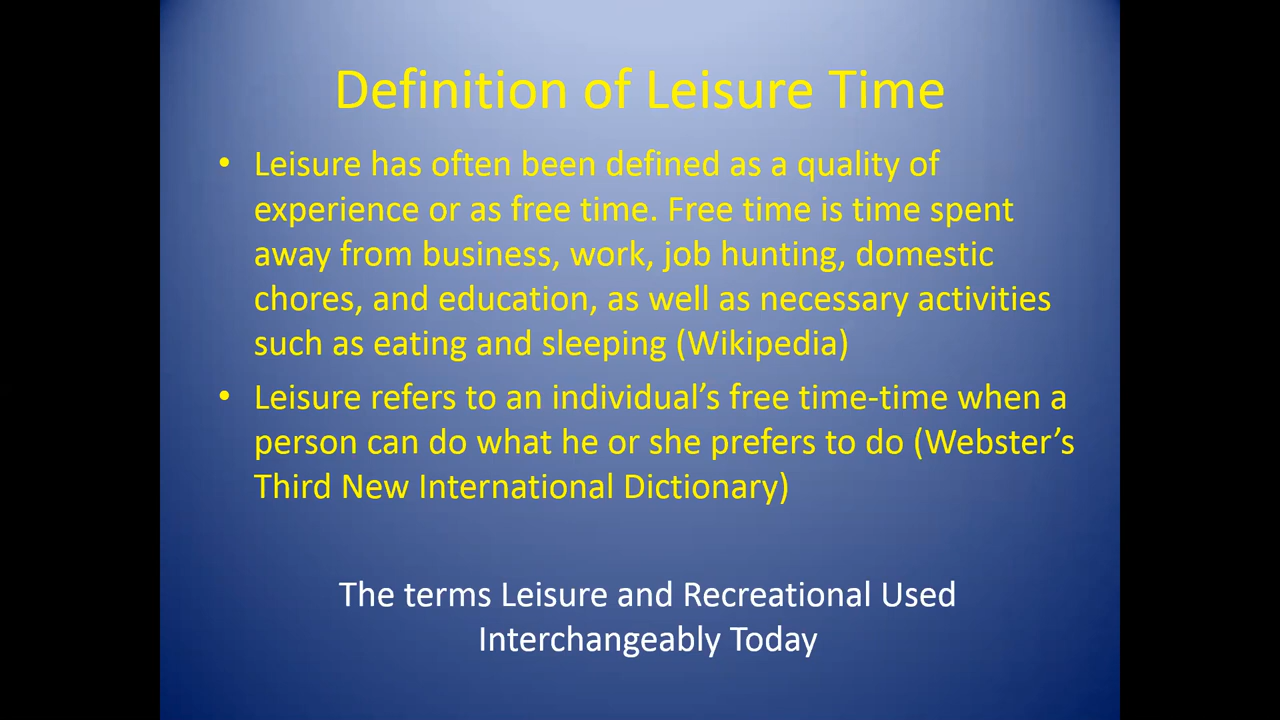 Definition of Leisure Time
• Leisure has often been defined as a quality of
experience or as free time. Free time is time spent
away from business, work, job hunting, domestic
chores, and education, as well as necessary activities
such as eating and sleeping (Wikipedia)
• Leisure refers to an individual’s free time-time when a
person can do what he or she prefers to do (Webster’s
Third New International Dictionary)
The terms Leisure and Recreational Used
Interchangeably Today